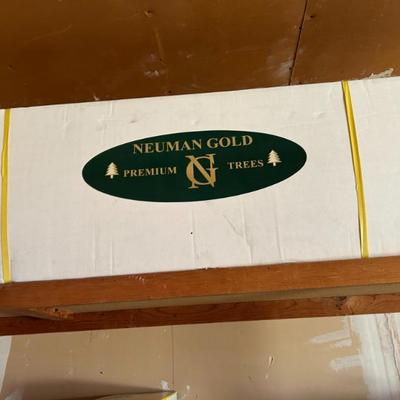 NEUMAN GOLD
PREMIUM NG TREES